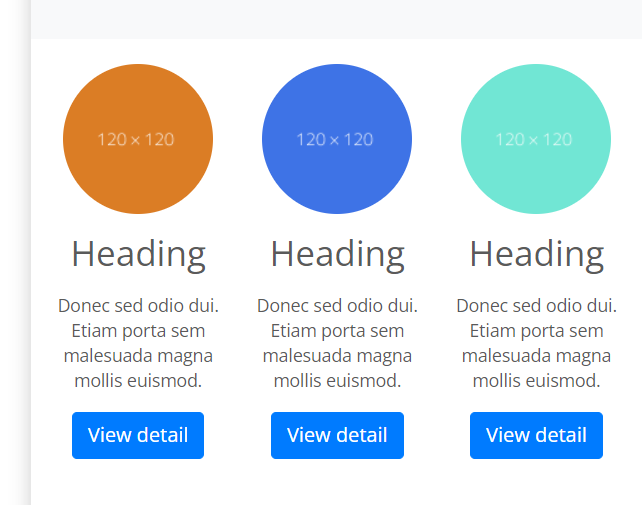 120 × 120
120 × 120
120 × 120
Heading
Heading
Heading
Donec sed odio dui.
Etiam porta sem
malesuada magna
mollis euismod.
Donec sed odio dui.
Etiam porta sem
malesuada magna
mollis euismod.
Donec sed odio dui.
Etiam porta sem
malesuada magna
mollis euismod.
View detail
View detail
View detail